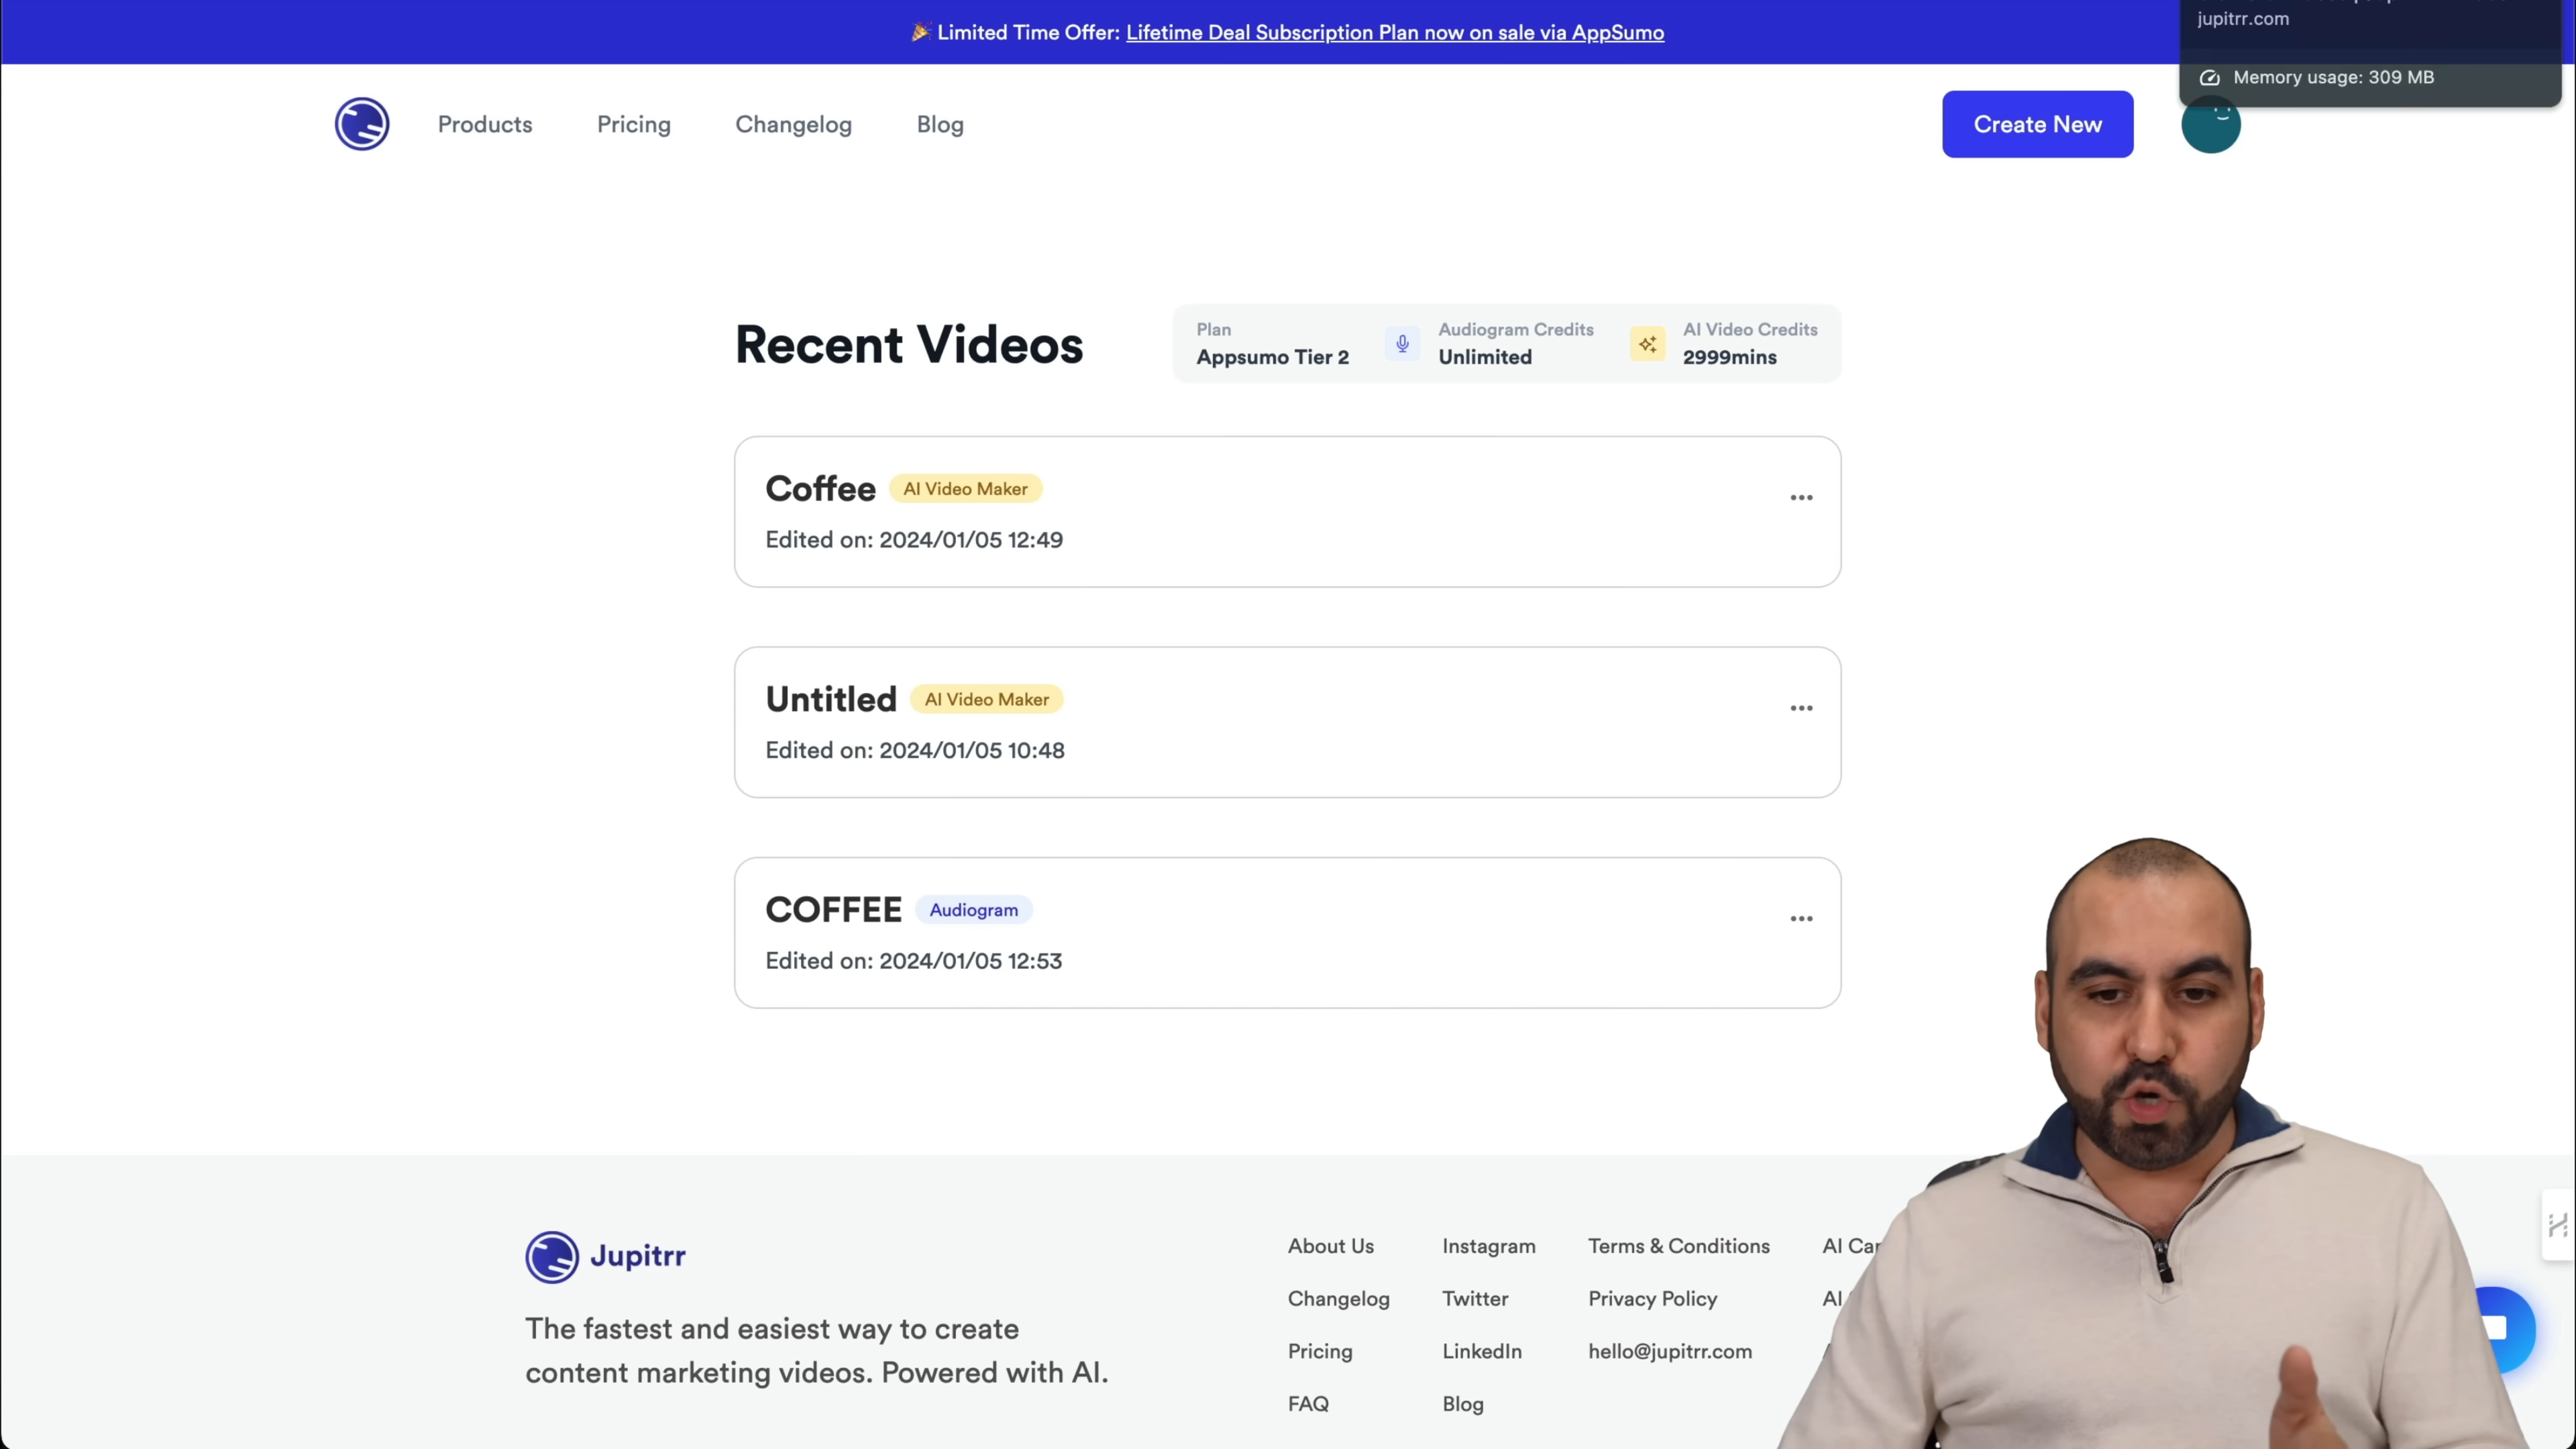 🎉 Limited Time Offer: Lifetime Deal Subscription Plan now on sale via AppSumo
jupitrr.com
Memory usage: 309 MB
Products Pricing Changelog Blog
Create New
Recent Videos
Plan
Appsumo Tier 2
Audiogram Credits
Unlimited
AI Video Credits
2999mins
Coffee AI Video Maker
Edited on: 2024/01/05 12:49
Untitled AI Video Maker
Edited on: 2024/01/05 10:48
COFFEE Audiogram
Edited on: 2024/01/05 12:53
Jupitrr
The fastest and easiest way to create
content marketing videos. Powered with AI.
About Us
Changelog
Pricing
FAQ
Instagram
Twitter
LinkedIn
Blog
Terms & Conditions
Privacy Policy
hello@jupitrr.com
AI
AI